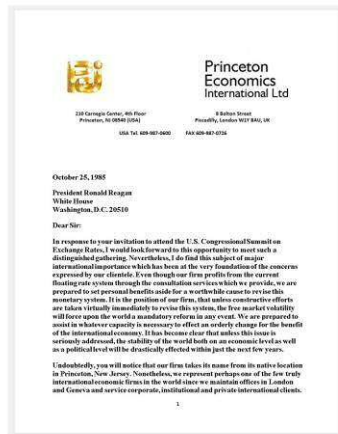 Princeton
Economics
International Ltd
210 Carnegie Center, 4th Floor
Princeton, NJ 08540 (USA)
8 Bolton Street
Piccadilly, London W1Y 8AU, UK
USA Tel. 609-987-0600 FAX 609-987-0726
October 25, 1985
President Ronald Reagan
White House
Washington, D.C. 20510
Dear Sir:
In response to your invitation to attend the U.S. Congressional Summit on
Exchange Rates, I would look forward to this opportunity to meet such a
distinguished gathering. Nevertheless, I do find this subject of major
international importance which has been at the very foundation of the concerns
expressed by our clientele. Even though our firm profits from the current
floating rate system through the consultation services which we provide, we are
prepared to set personal benefits aside for a worthwhile cause to revise this
monetary system. It is the position of our firm, that unless constructive efforts
are taken virtually immediately to revise this system, the free market volatility
will force upon the world a mandatory reform in any event. We are prepared to
assist in whatever capacity is necessary to effect an orderly change for the benefit
of the international economy. It has become clear that unless this issue is
seriously addressed, the stability of the world both on an economic level as well
as a political level will be drastically effected within just the next few years.
Undoubtedly, you will notice that our firm takes its name from its native location
in Princeton, New Jersey. Nonetheless, we represent perhaps one of the few truly
international economic firms in the world since we maintain offices in London
and Geneva and service corporate, institutional and private international clients.
1